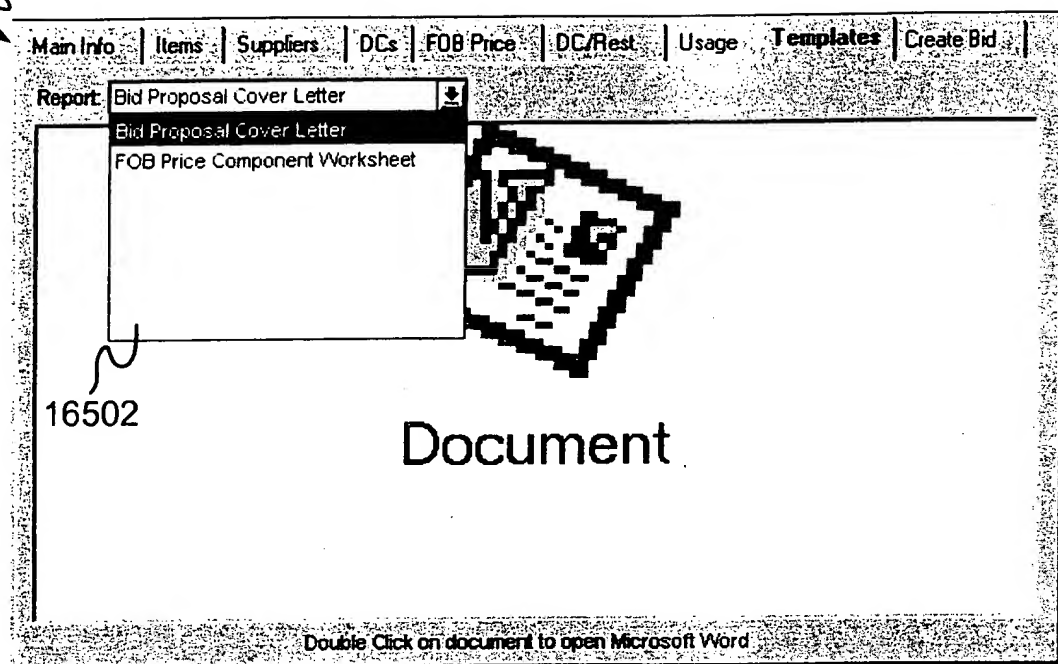 Main Info Items Suppliers DCs FOB Price DC/Rest. Usage Templates Create Bid
Report: Bid Proposal Cover Letter
Bid Proposal Cover Letter
FOB Price Component Worksheet
16502
Document
Double Click on document to open Microsoft Word